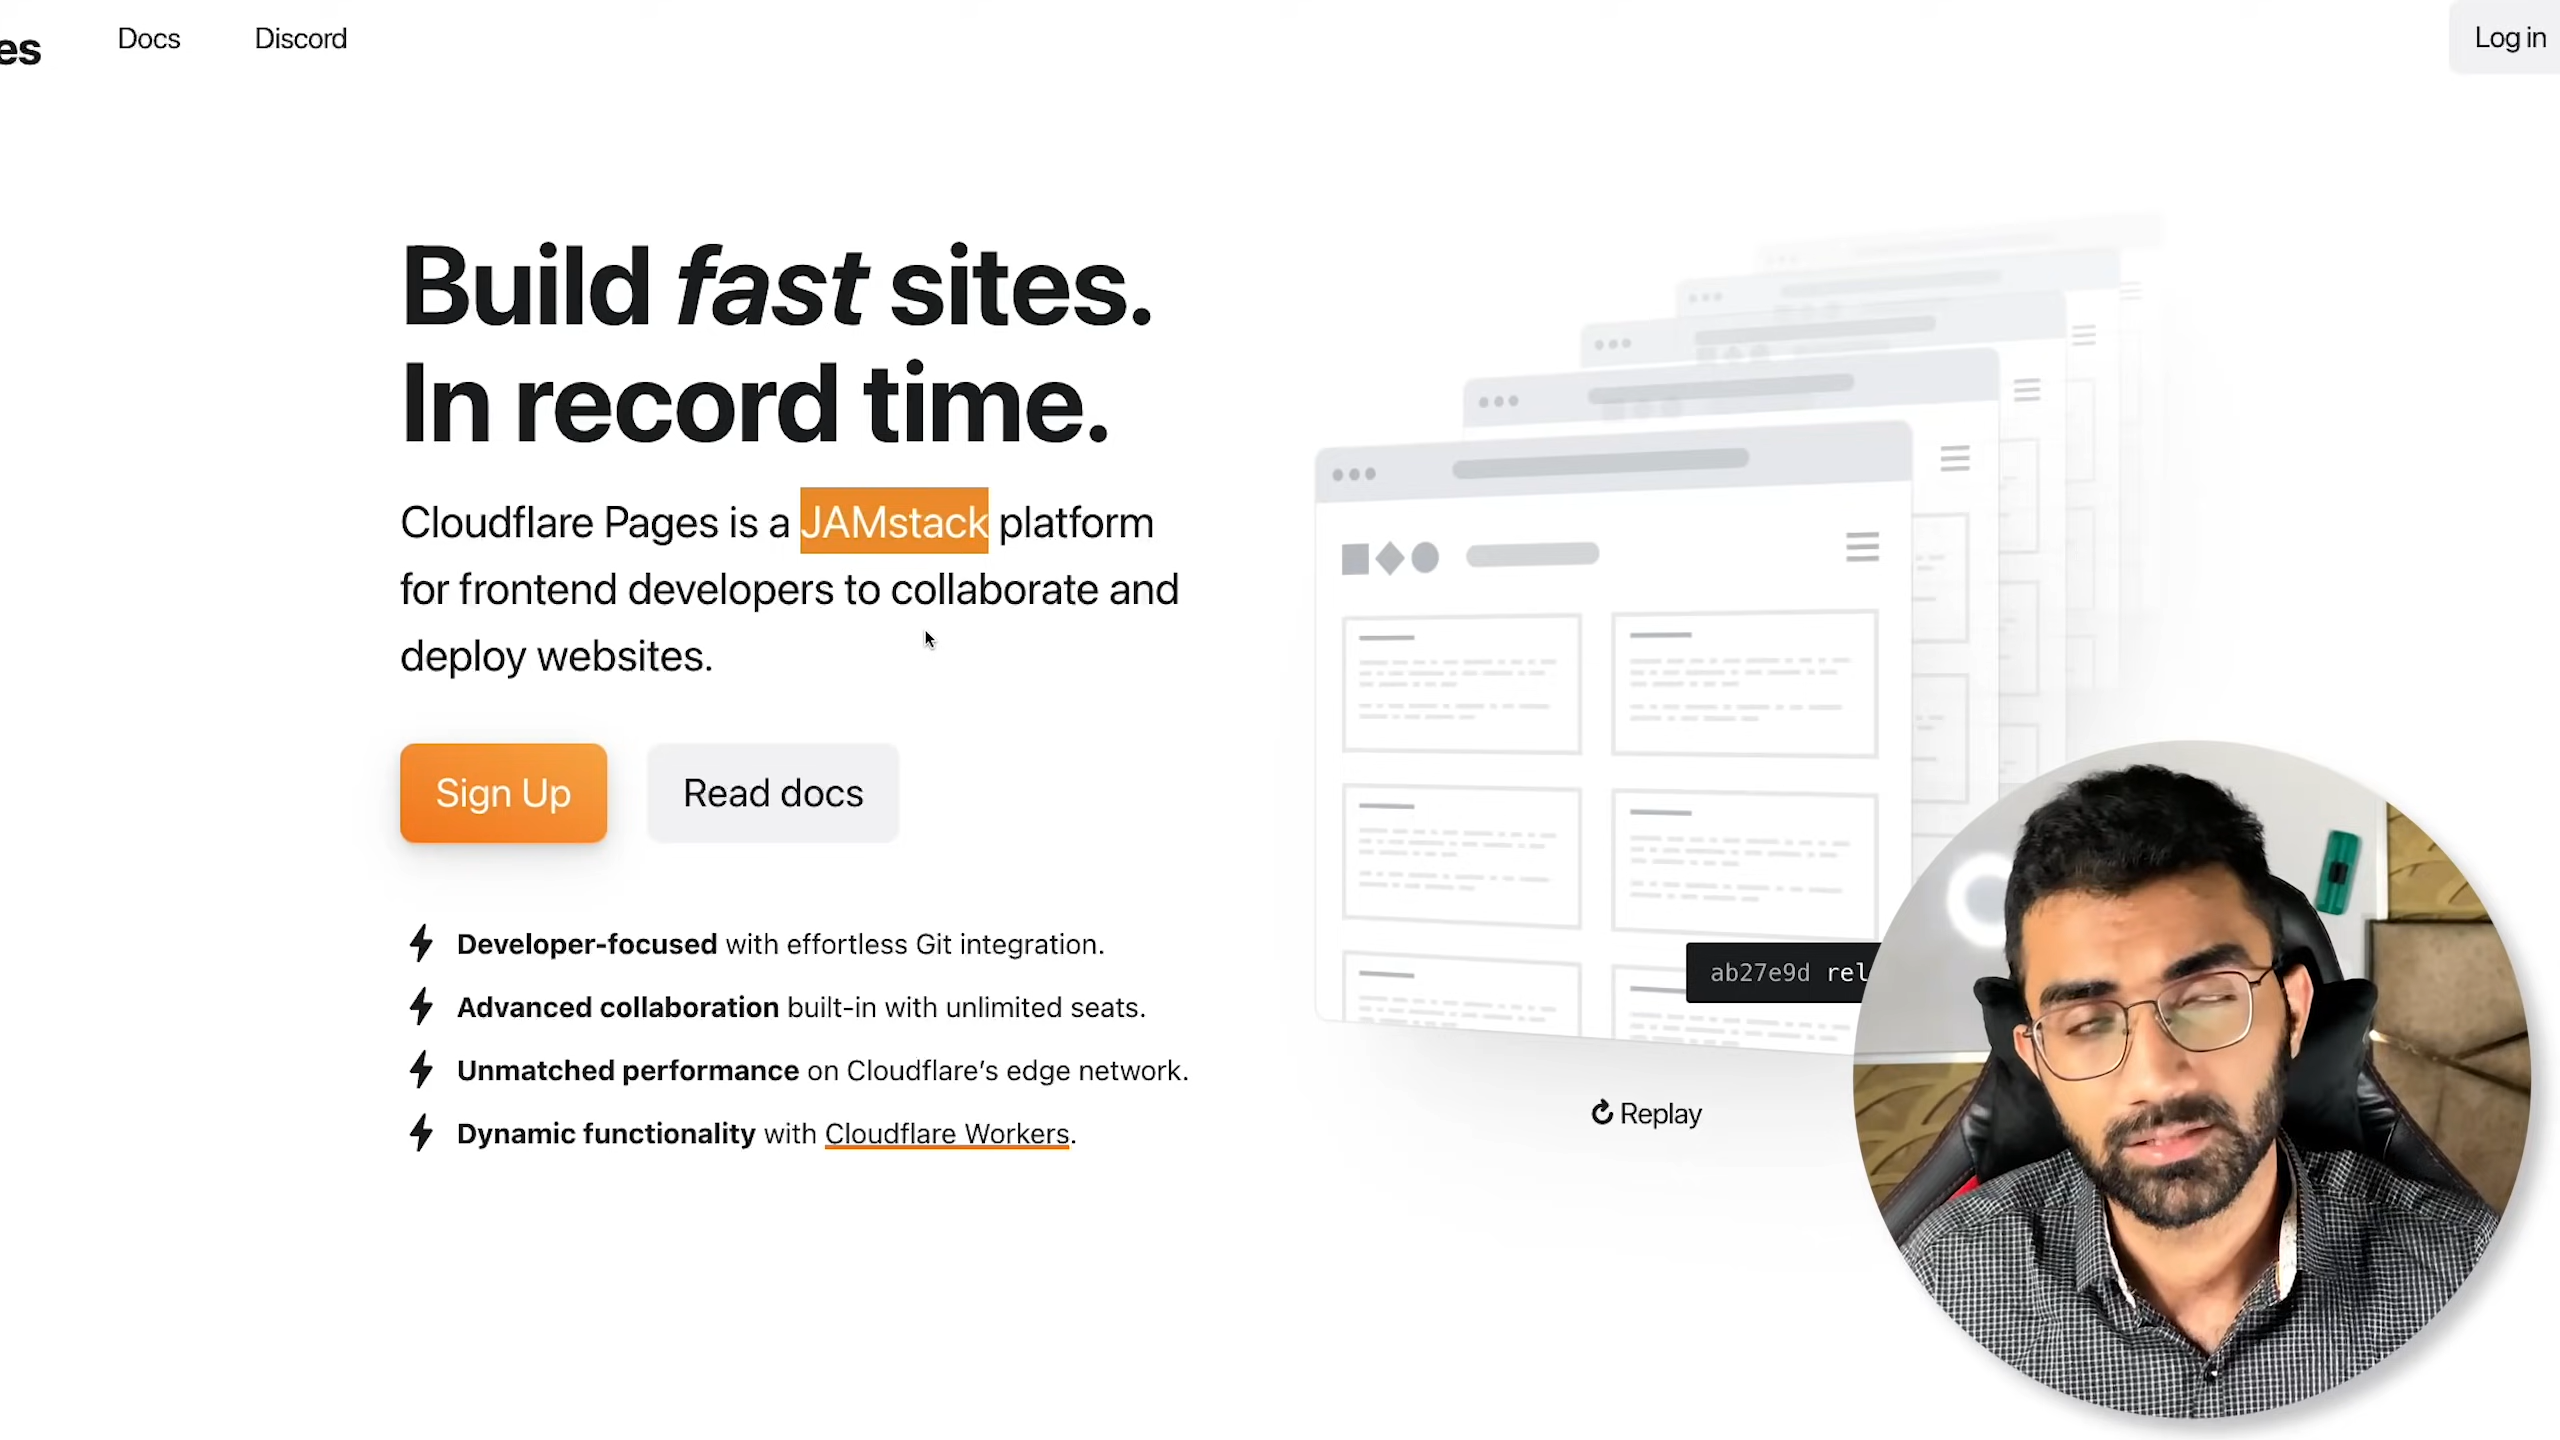 es Docs Discord Log in
Build fast sites.
In record time.
Cloudflare Pages is a JAMstack platform
for frontend developers to collaborate and
deploy websites.
Sign Up Read docs
Developer-focused with effortless Git integration.
Advanced collaboration built-in with unlimited seats.
Unmatched performance on Cloudflare’s edge network.
Dynamic functionality with Cloudflare Workers.
ab27e9d rel
Replay